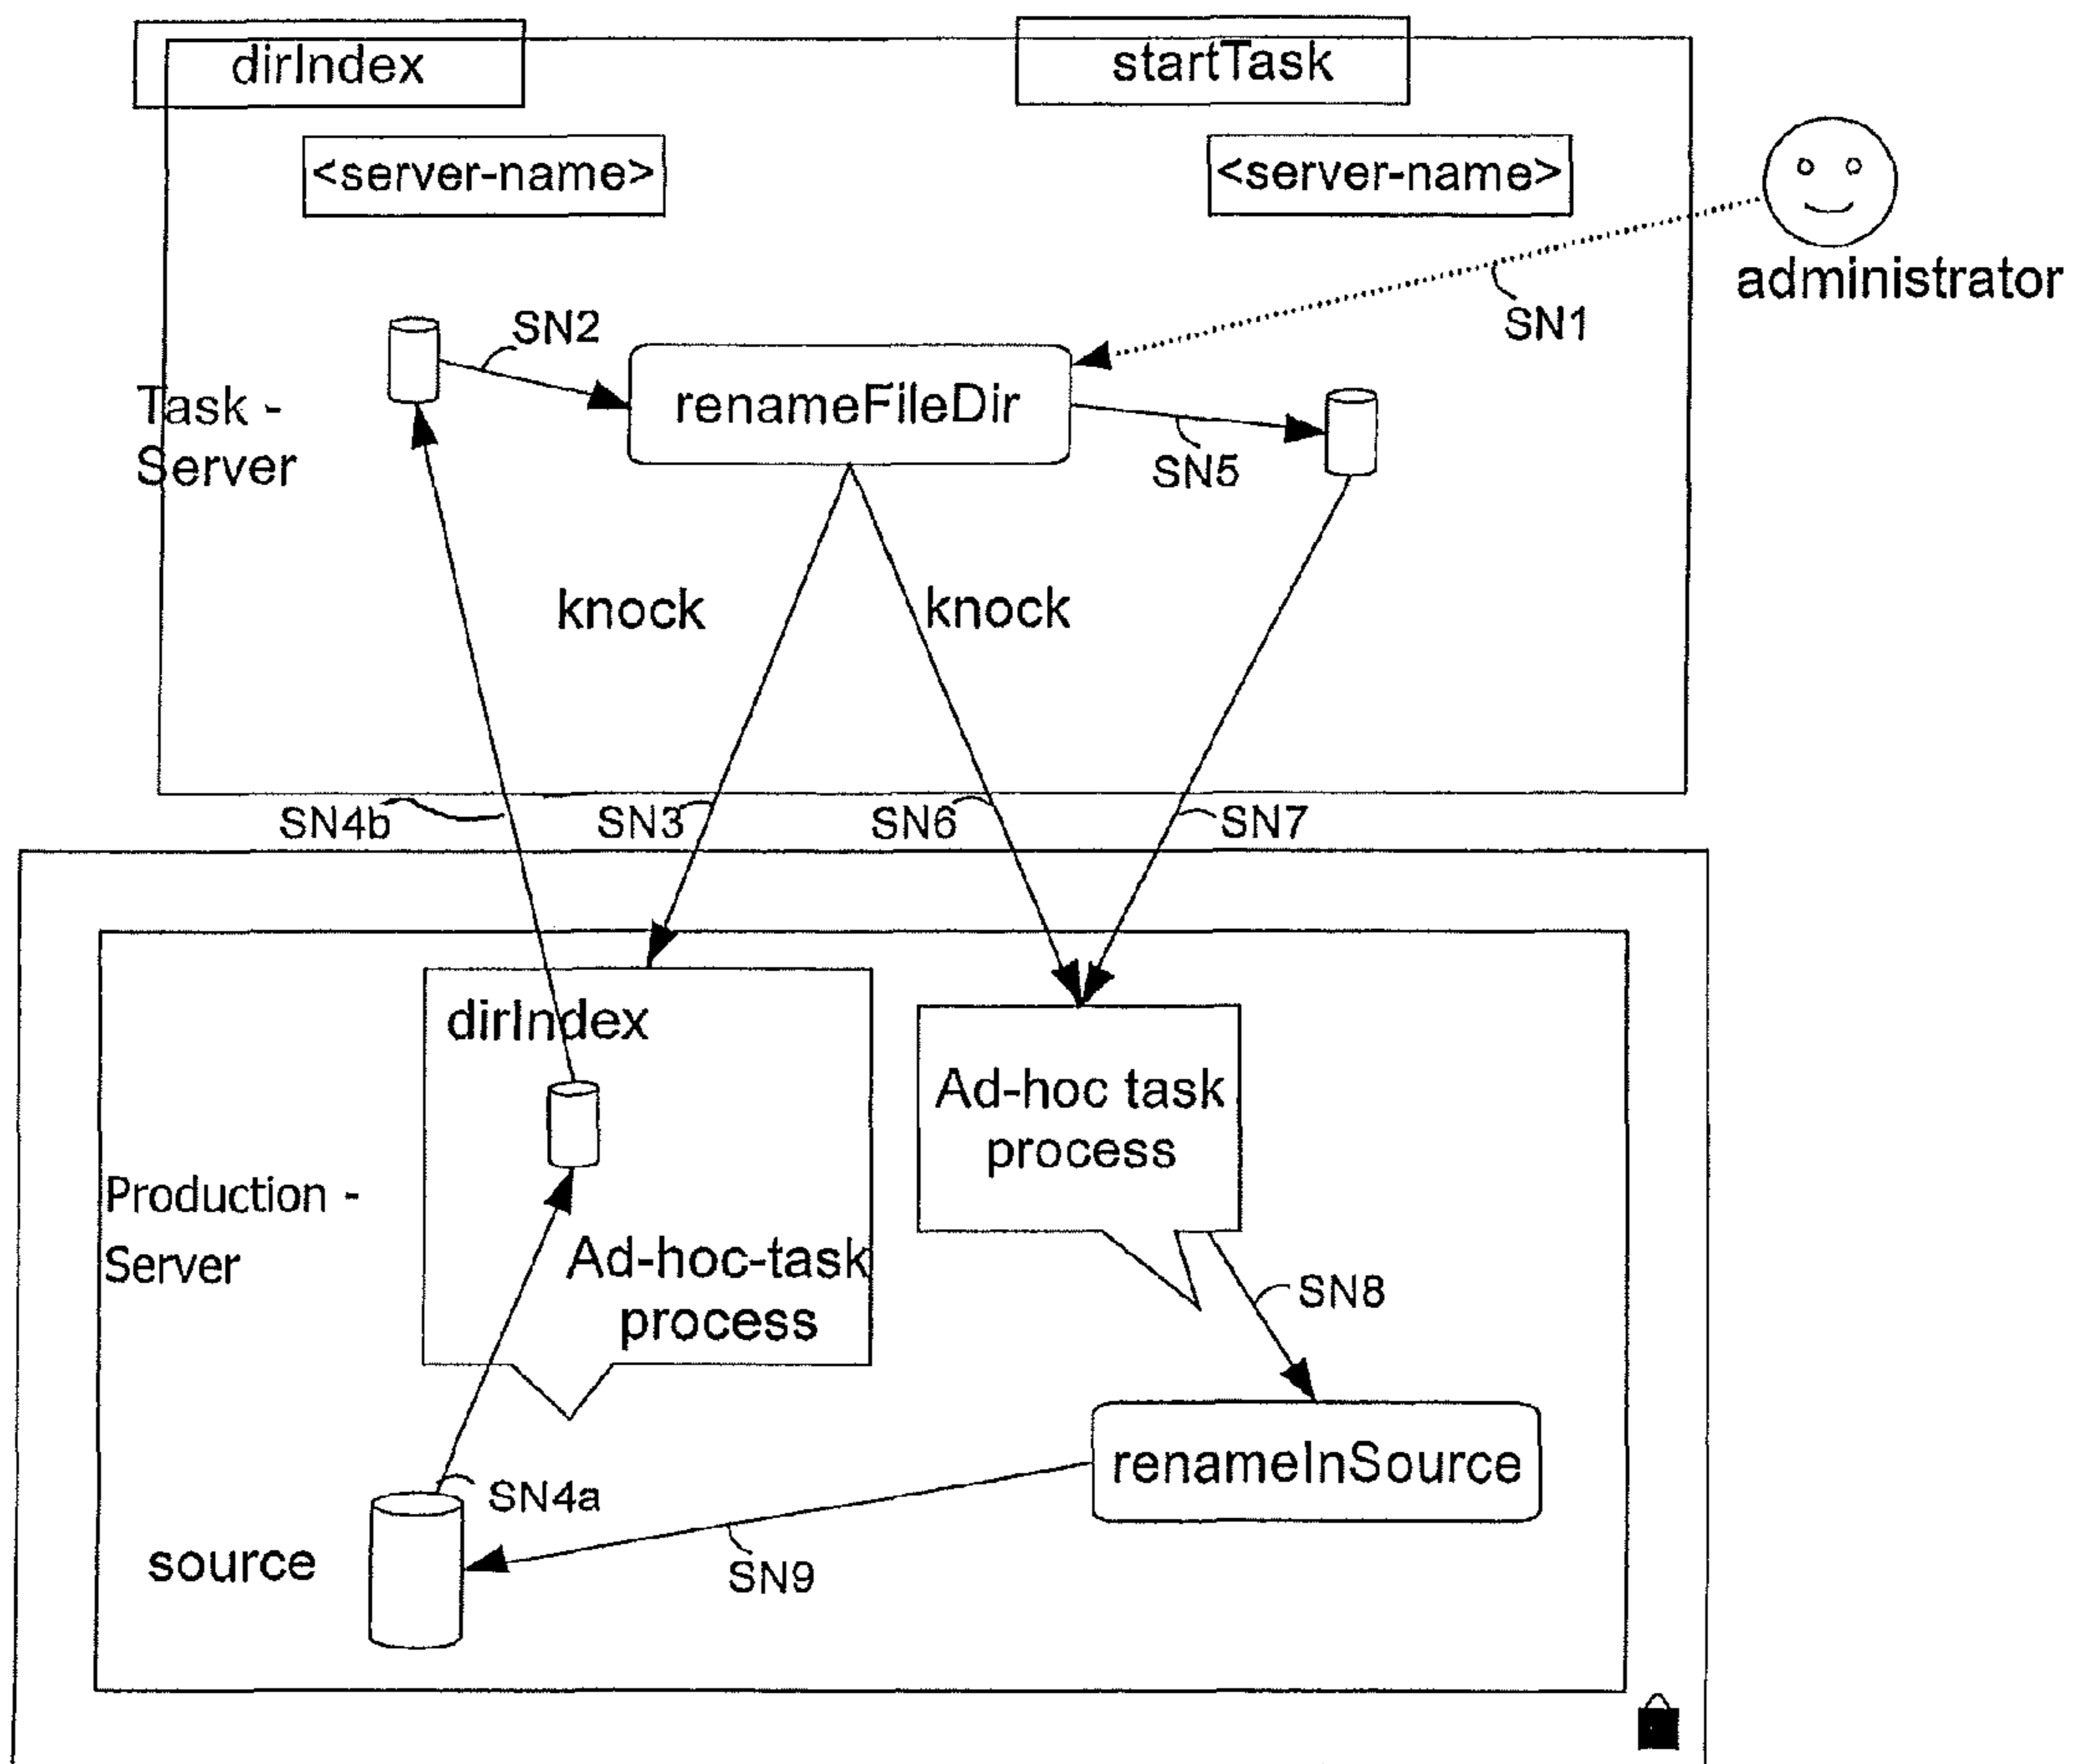 dirIndex
startTask
<server-name>
<server-name>
administrator
SN1
SN2
renameFileDir
Task -
Server
SN5
knock
knock
SN4b
SN3
SN6
SN7
dirIndex
Ad-hoc task
process
Production -
Server
Ad-hoc-task
process
SN8
renameInSource
SN4a
source
SN9